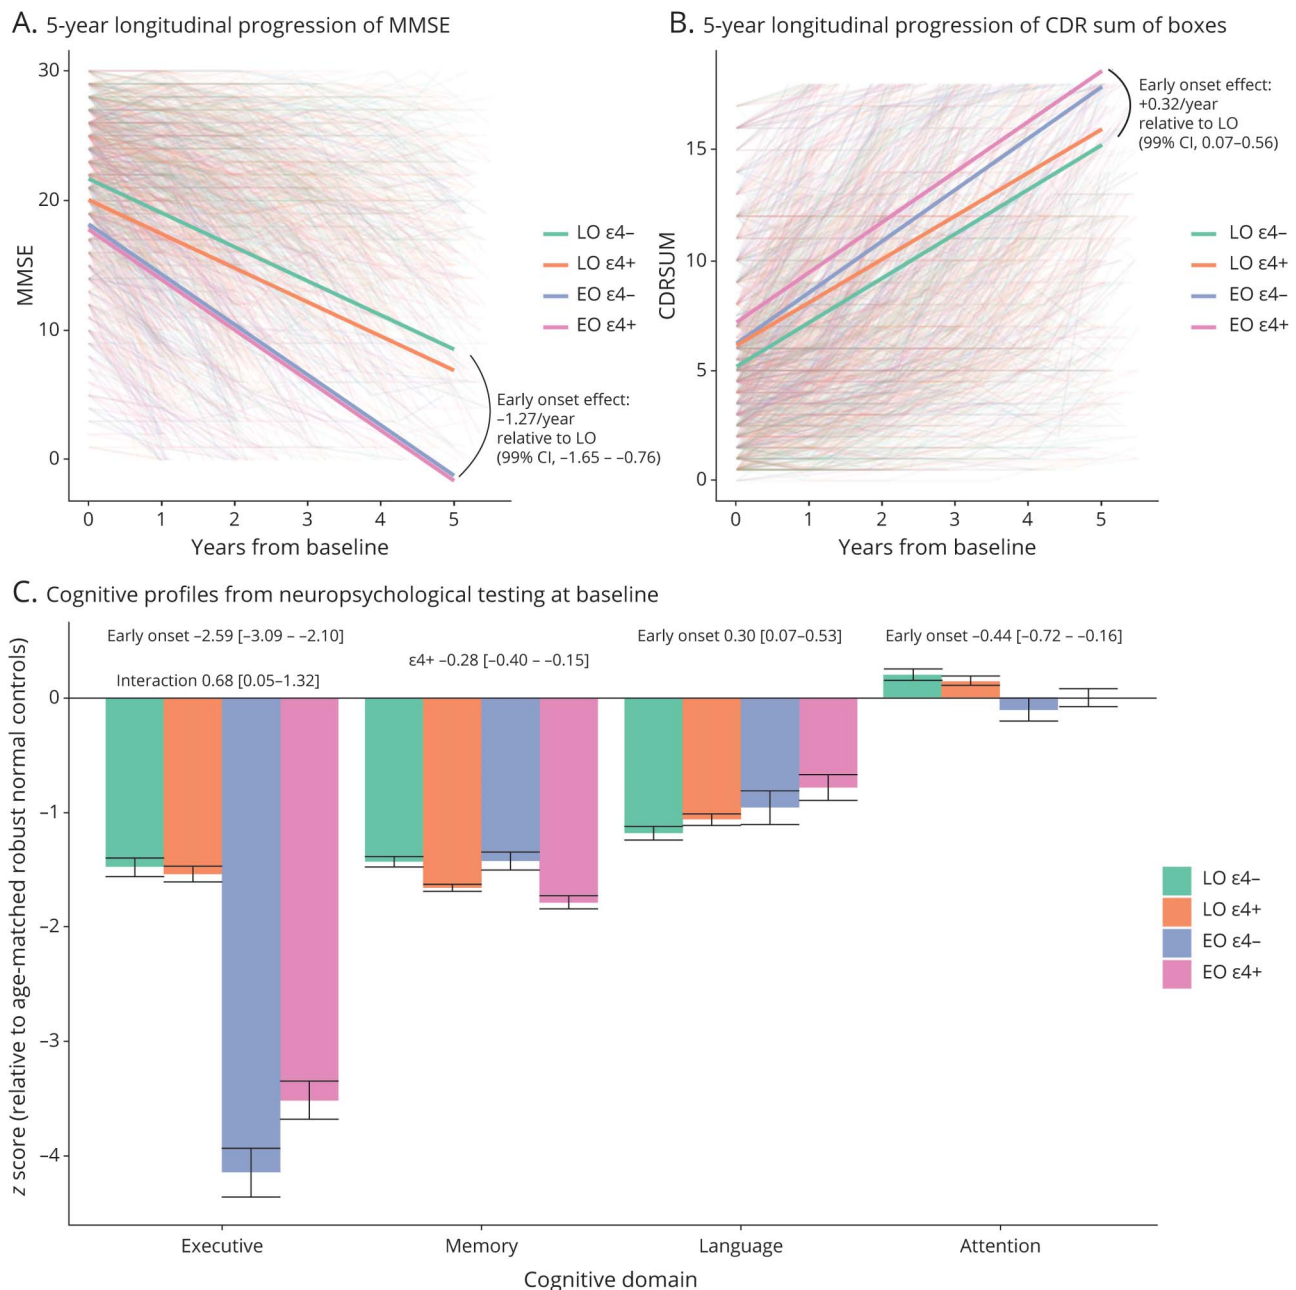 A. 5-year longitudinal progression of MMSE
30
20
10
0
MMSE
0 1 2 3 4 5
Years from baseline
LO ε4–
LO ε4+
EO ε4–
EO ε4+
Early onset effect:
–1.27/year
relative to LO
(99% CI, –1.65 – –0.76)
B. 5-year longitudinal progression of CDR sum of boxes
15
10
5
0
CDRSUM
0 1 2 3 4 5
Years from baseline
Early onset effect:
+0.32/year
relative to LO
(99% CI, 0.07–0.56)
LO ε4–
LO ε4+
EO ε4–
EO ε4+
C. Cognitive profiles from neuropsychological testing at baseline
Early onset –2.59 [–3.09 – –2.10]
Interaction 0.68 [0.05–1.32]
ε4+ –0.28 [–0.40 – –0.15]
Early onset 0.30 [0.07–0.53]
Early onset –0.44 [–0.72 – –0.16]
0
–1
–2
–3
–4
z score (relative to age-matched robust normal controls)
LO ε4–
LO ε4+
EO ε4–
EO ε4+
Executive Memory Language Attention
Cognitive domain